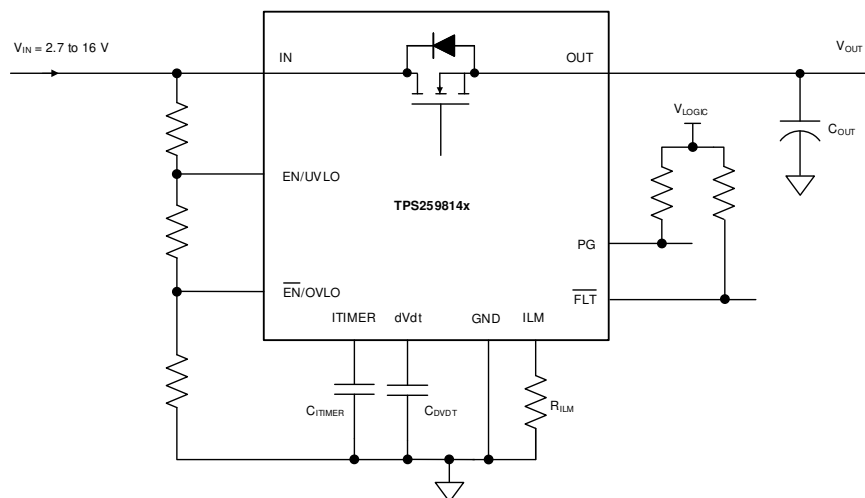 V_IN = 2.7 to 16 V
IN
OUT
V_OUT
V_LOGIC
C_OUT
EN/UVLO
TPS259814x
PG
EN/OVLO
FLT
ITIMER
dVdt
GND
ILM
C_ITIMER
C_DVDT
R_ILM